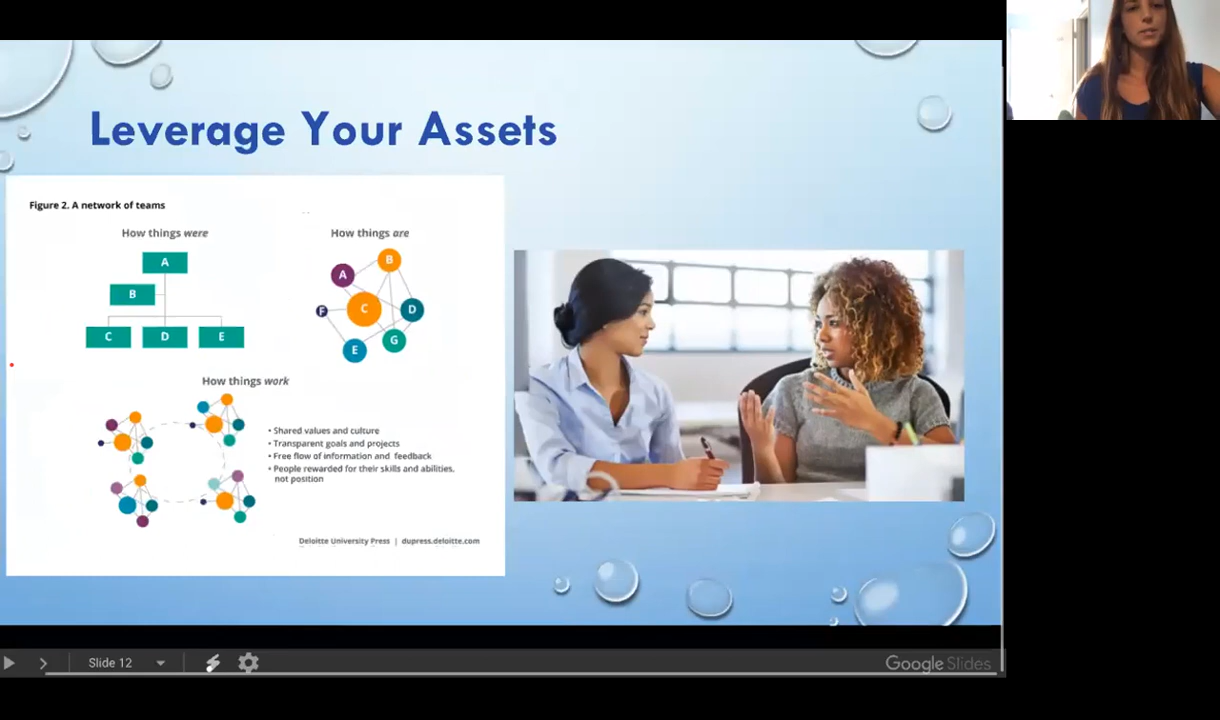 Leverage Your Assets
Figure 2. A network of teams
How things were
How things are
A
B
C
D
E
A
B
F
C
D
G
E
How things work
• Shared values and culture
• Transparent goals and projects
• Free flow of information and feedback
• People rewarded for their skills and abilities.
not position
Deloitte University Press | dupress.deloitte.com
Slide 12
Google Slides